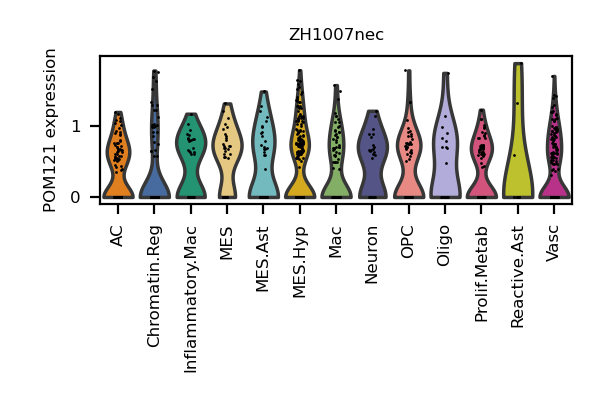 ZH1007nec
POM121 expression
1
0
AC
Chromatin.Reg
Inflammatory.Mac
MES
MES.Ast
MES.Hyp
Mac
Neuron
OPC
Oligo
Prolif.Metab
Reactive.Ast
Vasc